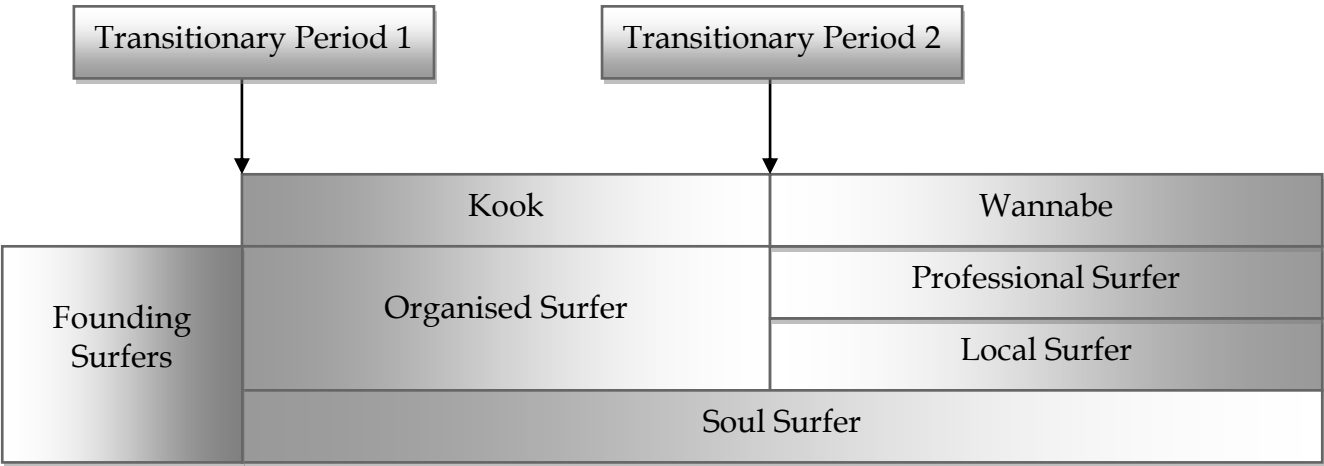 Transitionary Period 1
Transitionary Period 2
Kook
Wannabe
Founding
Surfers
Organised Surfer
Professional Surfer
Local Surfer
Soul Surfer